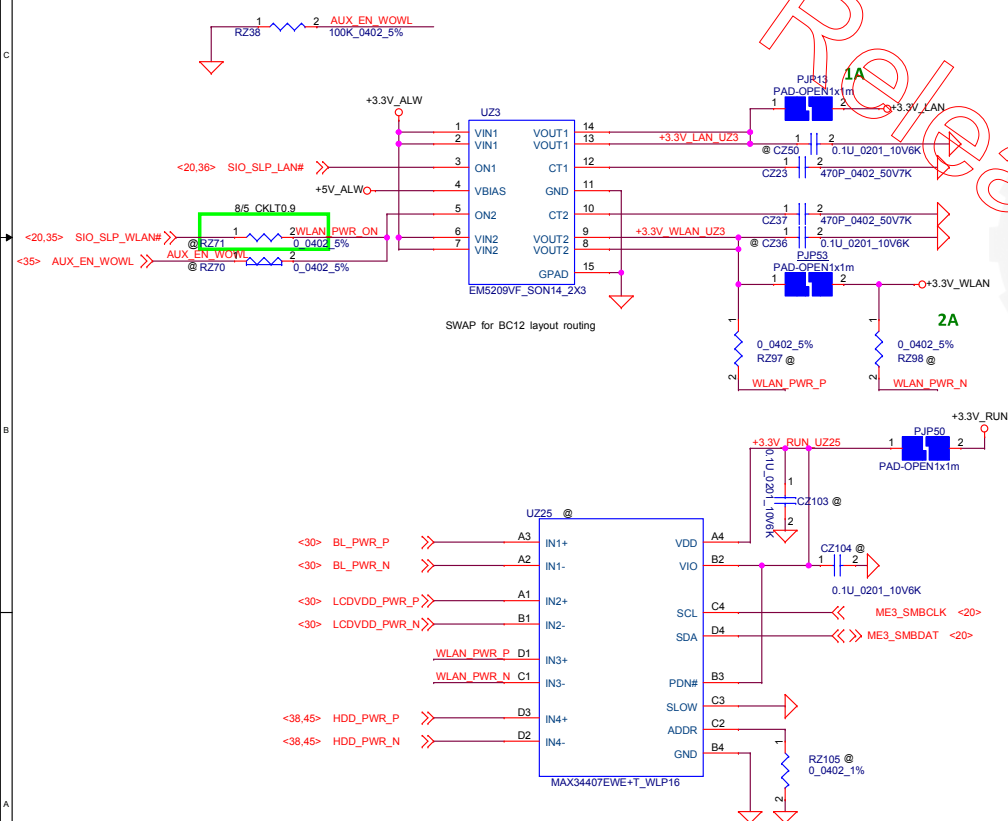 1 2 AUX_EN_WOWL
RZ38 100K_0402_5%
C
Released
1A
PJP13
PAD-OPEN1x1m
1 2 +3.3V_LAN
+3.3V_ALW
UZ3
1 VIN1 VOUT1 14
2 VIN1 VOUT1 13 +3.3V_LAN_UZ3
@ CZ50 1 2 0.1U_0201_10V6K
<20,36> SIO_SLP_LAN# 3 ON1 CT1 12
CZ23 1 2 470P_0402_50V7K
+5V_ALW 4 VBIAS GND 11
8/5 CKLT0.9
5 ON2 CT2 10
CZ37 1 2 470P_0402_50V7K
<20,35> SIO_SLP_WLAN# 1 2 WLAN_PWR_ON
@ RZ71 0_0402_5%
6 VIN2 VOUT2 9 +3.3V_WLAN_UZ3
7 VIN2 VOUT2 8
@ CZ36 1 2 0.1U_0201_10V6K
<35> AUX_EN_WOWL AUX_EN_WOWL 1 2
@ RZ70 0_0402_5%
GPAD 15
EM5209VF_SON14_2X3
PJP53
PAD-OPEN1x1m
1 2 +3.3V_WLAN
SWAP for BC12 layout routing
2A
1 1
0_0402_5% 0_0402_5%
RZ97 @ RZ98 @
2 2
WLAN_PWR_P WLAN_PWR_N
B
+3.3V_RUN
+3.3V_RUN_UZ25 1 PJP50 2
PAD-OPEN1x1m
0.1U_0201_10V6K
1
CZ103 @
2
UZ25 @
<30> BL_PWR_P A3 IN1+ VDD A4
<30> BL_PWR_N A2 IN1- VIO B2
CZ104 @
1 2
0.1U_0201_10V6K
<30> LCDVDD_PWR_P A1 IN2+
<30> LCDVDD_PWR_N B1 IN2-
SCL C4 ME3_SMBCLK <20>
SDA D4 ME3_SMBDAT <20>
WLAN_PWR_P D1 IN3+
WLAN_PWR_N C1 IN3-
PDN# B3
SLOW C3
<38,45> HDD_PWR_P D3 IN4+
<38,45> HDD_PWR_N D2 IN4-
ADDR C2
GND B4
1
RZ105 @
0_0402_1%
2
MAX34407EWE+T_WLP16
A